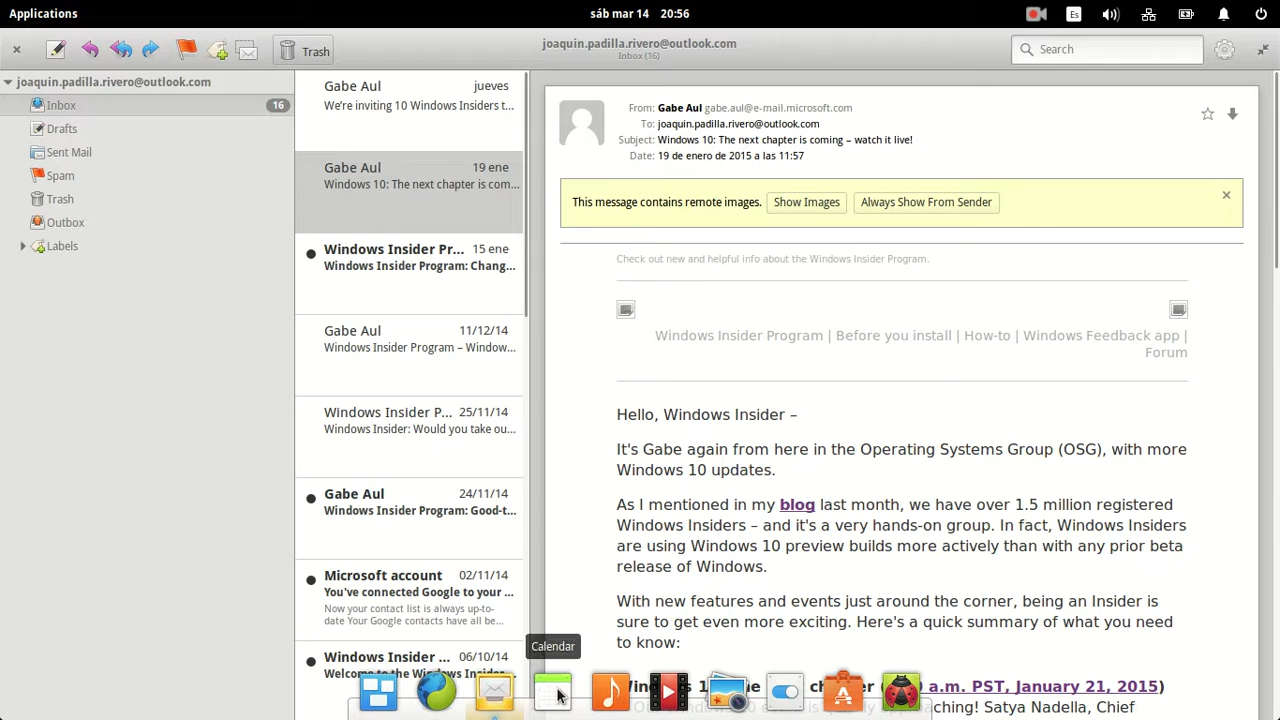 Applications
sáb mar 14 20:56
Es
Trash
joaquin.padilla.rivero@outlook.com
Inbox (16)
Search
joaquin.padilla.rivero@outlook.com
Inbox 16
Drafts
Sent Mail
Spam
Trash
Outbox
Labels
Gabe Aul jueves
We're inviting 10 Windows Insiders t...
Gabe Aul 19 ene
Windows 10: The next chapter is com...
Windows Insider Pr... 15 ene
Windows Insider Program: Chang...
Gabe Aul 11/12/14
Windows Insider Program – Window...
Windows Insider P... 25/11/14
Windows Insider: Would you take ou...
Gabe Aul 24/11/14
Windows Insider Program: Good-t...
Microsoft account 02/11/14
You've connected Google to your ...
Now your contact list is always up-to-
date Your Google contacts have all be...
Windows Insider ... 06/10/14
Welcome to the Windows Inside...
From: Gabe Aul gabe.aul@e-mail.microsoft.com
To: joaquin.padilla.rivero@outlook.com
Subject: Windows 10: The next chapter is coming – watch it live!
Date: 19 de enero de 2015 a las 11:57
This message contains remote images. Show Images Always Show From Sender
Check out new and helpful info about the Windows Insider Program.
Windows Insider Program | Before you install | How-to | Windows Feedback app |
Forum
Hello, Windows Insider –
It's Gabe again from here in the Operating Systems Group (OSG), with more
Windows 10 updates.
As I mentioned in my blog last month, we have over 1.5 million registered
Windows Insiders – and it's a very hands-on group. In fact, Windows Insiders
are using Windows 10 preview builds more actively than with any prior beta
release of Windows.
With new features and events just around the corner, being an Insider is
sure to get even more exciting. Here's a quick summary of what you need
to know:
a.m. PST, January 21, 2015)
proaching! Satya Nadella, Chief
Calendar